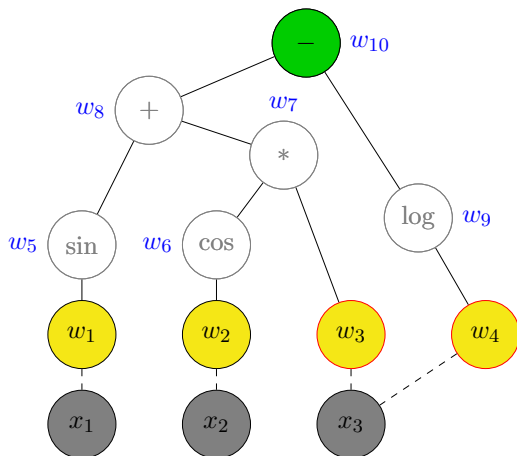 − w₁₀
w₇
w₈ +
*
w₅ sin w₆ cos log w₉
w₁ w₂ w₃ w₄
x₁ x₂ x₃